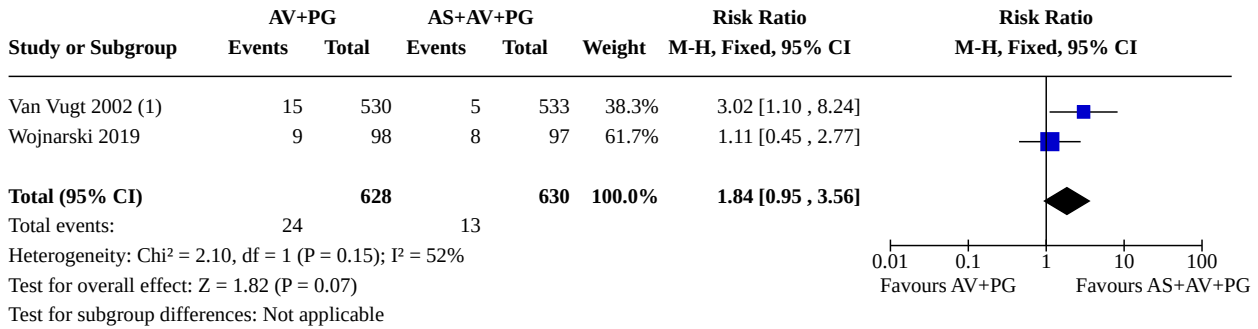 AV+PG AS+AV+PG Risk Ratio Risk Ratio
Study or Subgroup Events Total Events Total Weight M-H, Fixed, 95% CI M-H, Fixed, 95% CI
Van Vugt 2002 (1) 15 530 5 533 38.3% 3.02 [1.10 , 8.24]
Wojnarski 2019 9 98 8 97 61.7% 1.11 [0.45 , 2.77]
Total (95% CI) 628 630 100.0% 1.84 [0.95 , 3.56]
Total events: 24 13
Heterogeneity: Chi² = 2.10, df = 1 (P = 0.15); I² = 52%
0.01 0.1 1 10 100
Test for overall effect: Z = 1.82 (P = 0.07) Favours AV+PG Favours AS+AV+PG
Test for subgroup differences: Not applicable